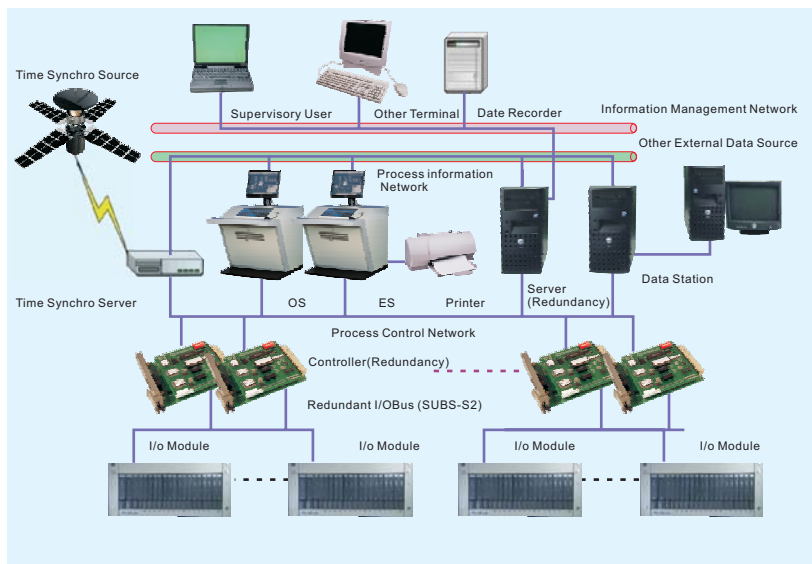 Time Synchro Source
Supervisory User
Other Terminal
Date Recorder
Information Management Network
Other External Data Source
Process information
Network
Data Station
Time Synchro Server
OS
ES
Printer
Server
(Redundancy)
Process Control Network
Controller(Redundancy)
Redundant I/OBus (SUBS-S2)
I/o Module
I/o Module
I/o Module
I/o Module